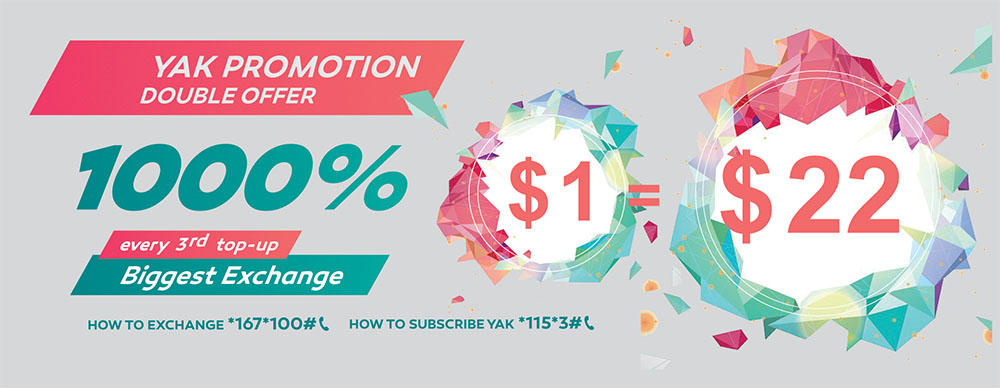 YAK PROMOTION
DOUBLE OFFER
1000%
every 3rd top-up
Biggest Exchange
HOW TO EXCHANGE *167*100#
HOW TO SUBSCRIBE YAK *115*3#
$1 = $22